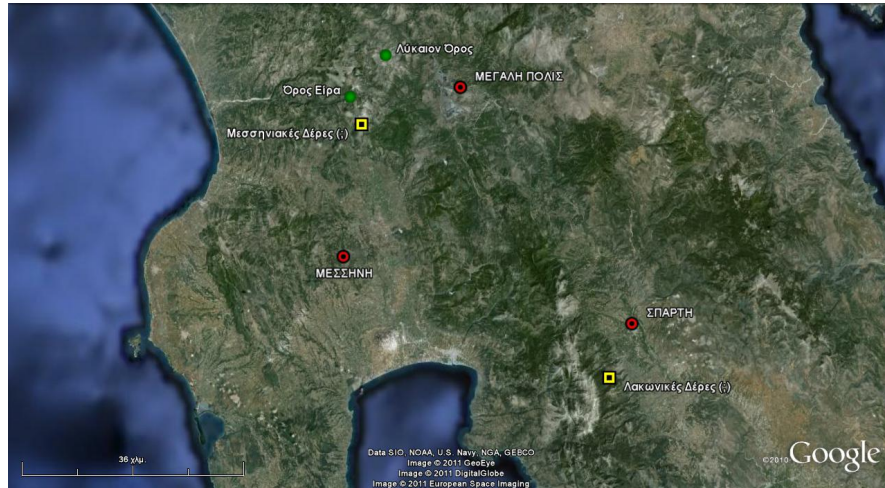 Λύκαιον Όρος
ΜΕΓΑΛΗ ΠΟΛΙΣ
Όρος Είρα
Μεσσηνιακές Δέρες (;)
ΜΕΣΣΗΝΗ
ΣΠΑΡΤΗ
Λακωνικές Δέρες (;)
36 χλμ.
Data SIO, NOAA, U.S. Navy, NGA, GEBCO
Image © 2011 GeoEye
Image © 2011 DigitalGlobe
Image © 2011 European Space Imaging
©2010 Google